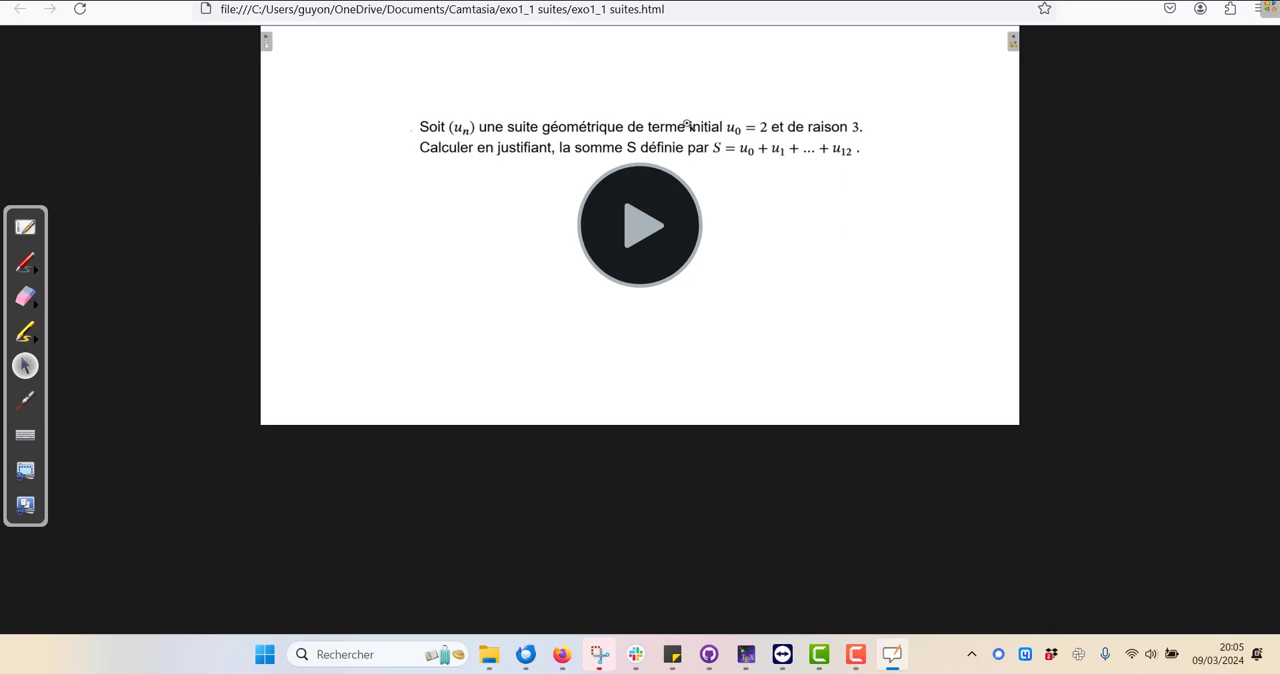 file:///C:/Users/guyon/OneDrive/Documents/Camtasia/exo1_1 suites/exo1_1 suites.html
Soit (uₙ) une suite géométrique de terme initial u₀ = 2 et de raison 3.
Calculer en justifiant, la somme S définie par S = u₀ + u₁ + ... + u₁₂ .
Rechercher
20:05
09/03/2024